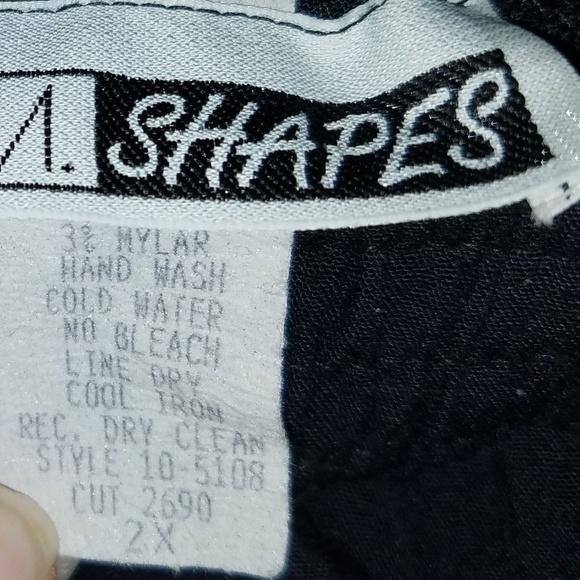 SHAPES
3% MYLAR
HAND WASH
COLD WATER
NO BLEACH
LINE DRY
COOL IRON
REC. DRY CLEAN
STYLE 10-5108
CUT 2690
2X